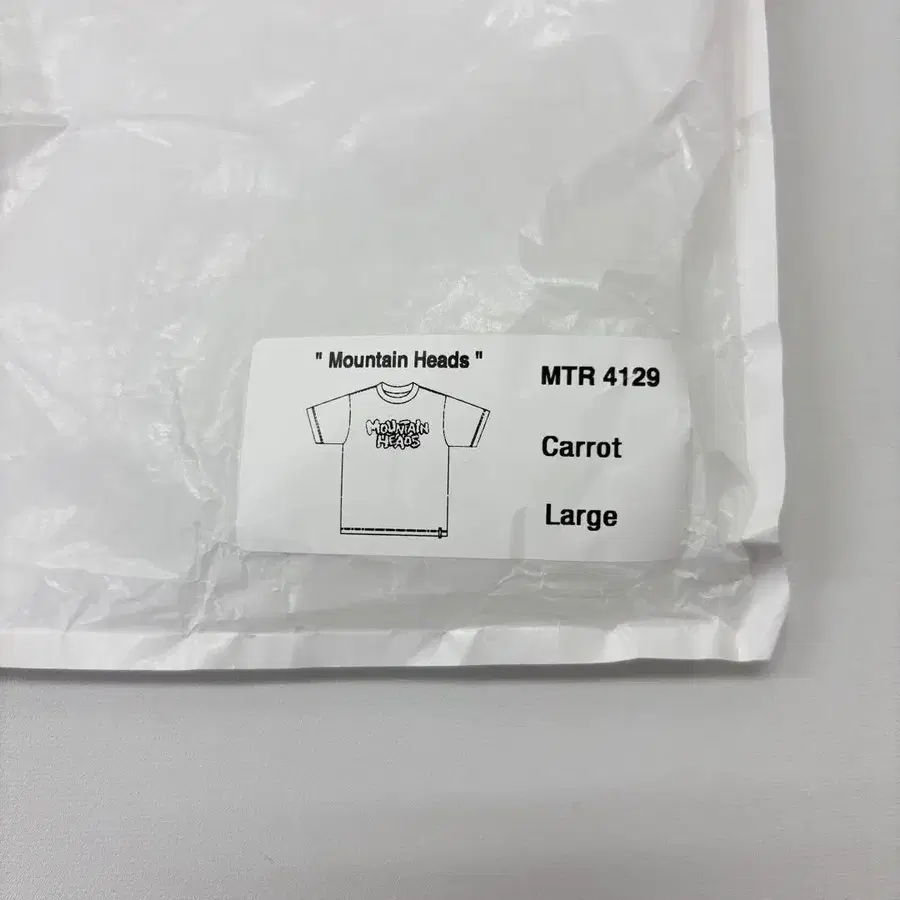 " Mountain Heads "
MOUNTAIN
HEADS
MTR 4129
Carrot
Large